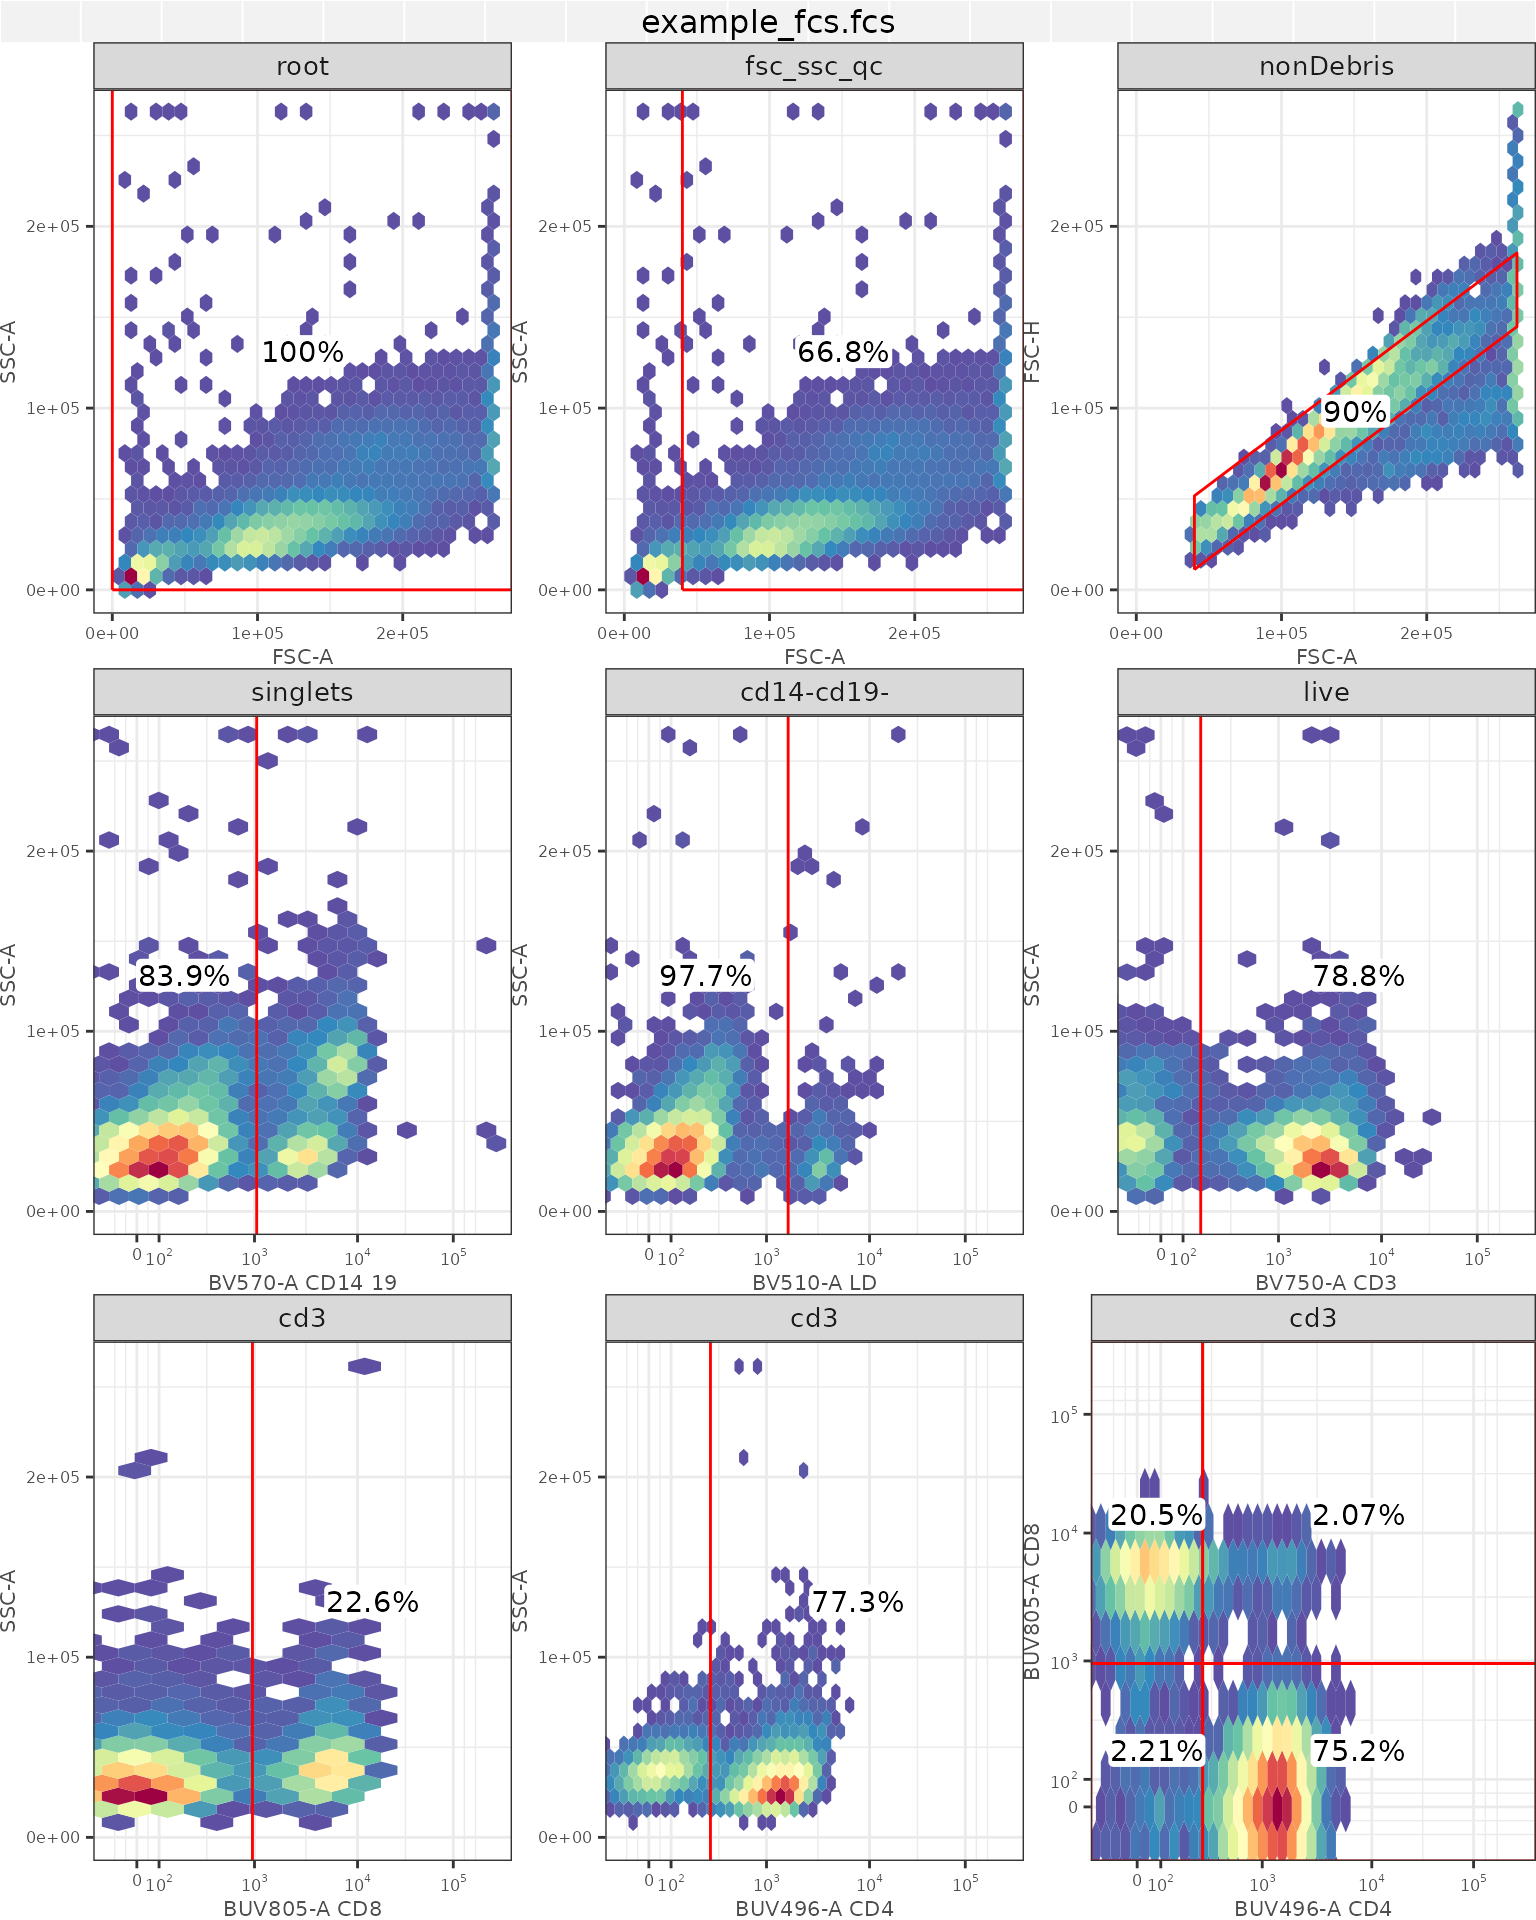 example_fcs.fcs
root
fsc_ssc_qc
nonDebris
SSC-A
2e+05
1e+05
0e+00
100%
0e+00 1e+05 2e+05
FSC-A
SSC-A
2e+05
1e+05
0e+00
66.8%
0e+00 1e+05 2e+05
FSC-A
FSC-H
2e+05
1e+05
0e+00
90%
0e+00 1e+05 2e+05
FSC-A
singlets
cd14-cd19-
live
SSC-A
2e+05
1e+05
0e+00
83.9%
0 10² 10³ 10⁴ 10⁵
BV570-A CD14 19
SSC-A
2e+05
1e+05
0e+00
97.7%
0 10² 10³ 10⁴ 10⁵
BV510-A LD
SSC-A
2e+05
1e+05
0e+00
78.8%
0 10² 10³ 10⁴ 10⁵
BV750-A CD3
cd3
cd3
cd3
SSC-A
2e+05
1e+05
0e+00
22.6%
0 10² 10³ 10⁴ 10⁵
BUV805-A CD8
SSC-A
2e+05
1e+05
0e+00
77.3%
0 10² 10³ 10⁴ 10⁵
BUV496-A CD4
BUV805-A CD8
10⁵
10⁴
10³
10²
0
20.5% 2.07%
2.21% 75.2%
0 10² 10³ 10⁴ 10⁵
BUV496-A CD4